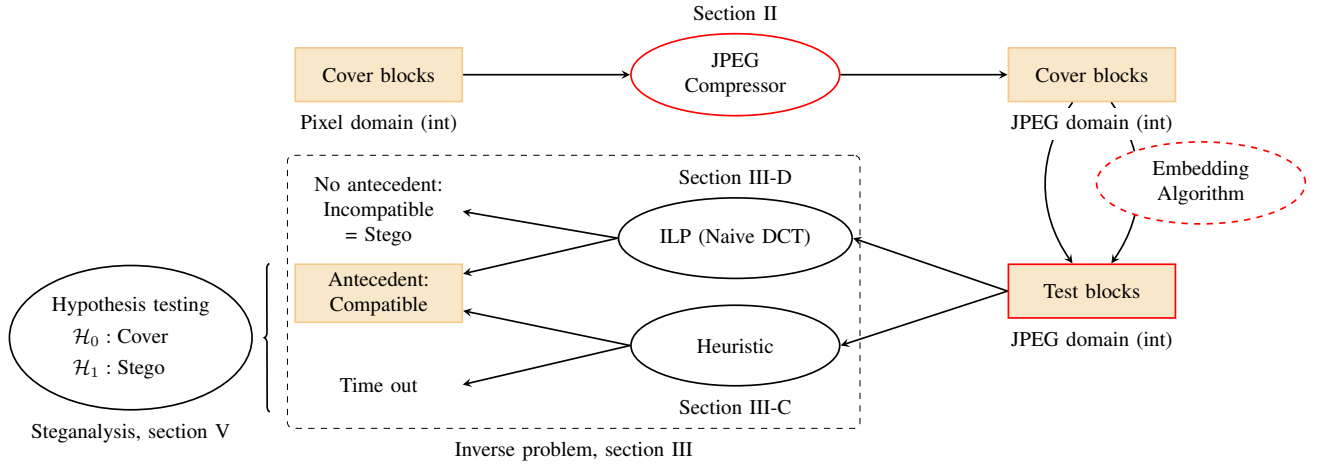 Section II
Cover blocks
JPEG
Compressor
Cover blocks
Pixel domain (int)
JPEG domain (int)
Embedding
Algorithm
No antecedent:
Incompatible
= Stego
Section III-D
ILP (Naive DCT)
Antecedent:
Compatible
Test blocks
JPEG domain (int)
Hypothesis testing
ℋ₀ : Cover
ℋ₁ : Stego
Heuristic
Time out
Section III-C
Steganalysis, section V
Inverse problem, section III